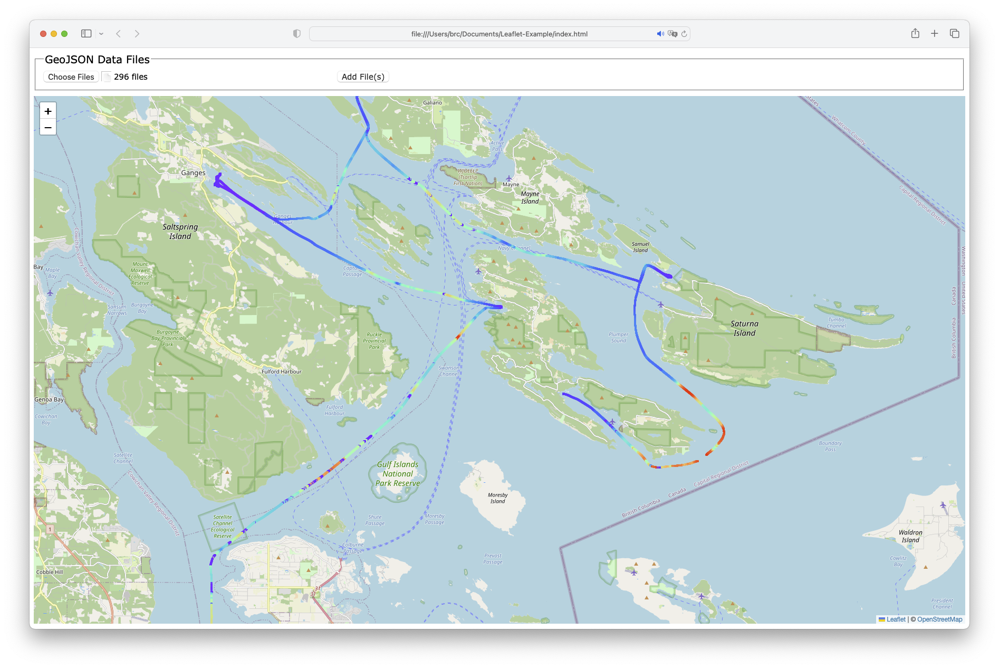 file:///Users/brc/Documents/Leaflet-Example/index.html
GeoJSON Data Files
Choose Files
296 files
Add File(s)
+
−
Galiano
States
Whatcom County
Active
Pass
Ganges
WJOLELP
(Tsartlip
First Nation)
Mayne
Mayne
Island
Capital Regional District
Ganges
Harbour
Saltspring
Island
Cowichan Valley Regional District
Samuel
Island
Navy Channel
Washington
United States
Bay
Maple
Bay
Mount
Maxwell
Ecological
Reserve
Captain
Passage
Canada
British Columbia
Sansum
Narrows
Burgoyne
Bay
Burgoyne
Bay Provincial
Park
Ruckle
Provincial
Park
Plumper
Sound
Saturna
Island
Tumbo
Channel
Swanson
Channel
Fulford Harbour
Genoa Bay
Cowichan
Bay
Fulford
Harbour
Boundary
Pass
Satellite
Channel
Cowichan Valley Regional District
Gulf Islands
National
Park Reserve
Capital Regional District
Moresby
Island
British Columbia
Canada
Satellite
Channel
Ecological
Reserve
Shute
Passage
Moresby
Passage
1
Waldron
Island
Colburne
Passage
Prevost
Passage
Cowlitz
Bay
Cobble Hill
31
31
President
Channel
Leaflet | © OpenStreetMap